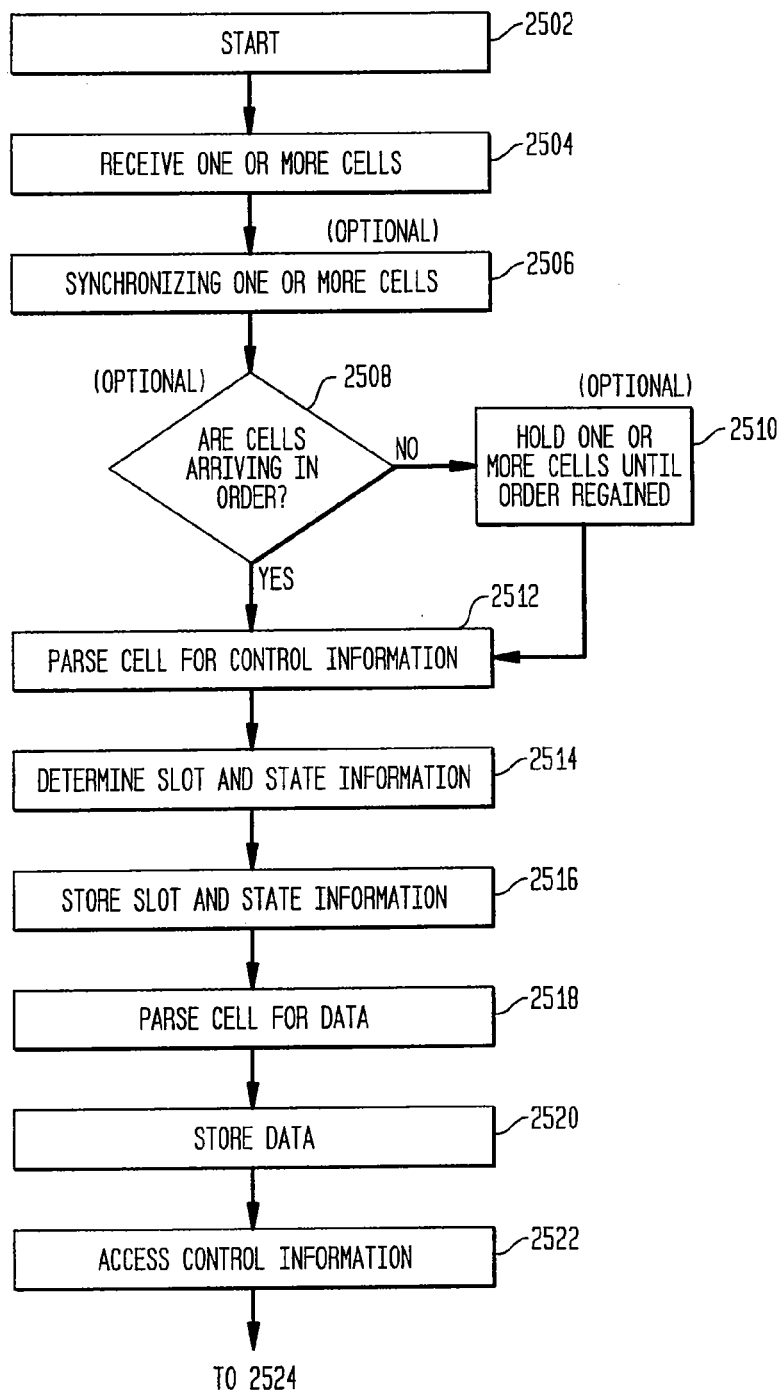 START
2502
RECEIVE ONE OR MORE CELLS
2504
(OPTIONAL)
SYNCHRONIZING ONE OR MORE CELLS
2506
(OPTIONAL)
2508
ARE CELLS
ARRIVING IN
ORDER?
NO
YES
(OPTIONAL)
HOLD ONE OR
MORE CELLS UNTIL
ORDER REGAINED
2510
2512
PARSE CELL FOR CONTROL INFORMATION
DETERMINE SLOT AND STATE INFORMATION
2514
STORE SLOT AND STATE INFORMATION
2516
PARSE CELL FOR DATA
2518
STORE DATA
2520
ACCESS CONTROL INFORMATION
2522
TO 2524